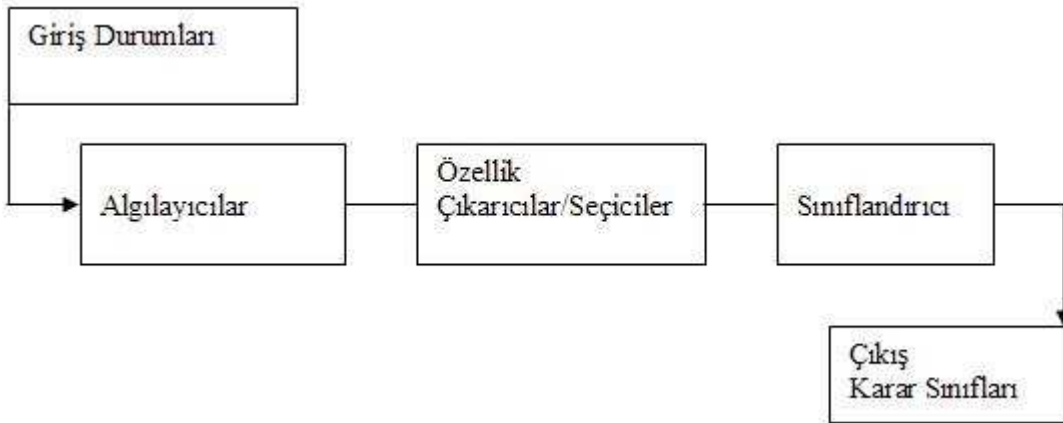 Giriş Durumları
Algılayıcılar
Özellik
Çıkarıcılar/Seçiciler
Sınıflandırıcı
Çıkış
Karar Sınıfları